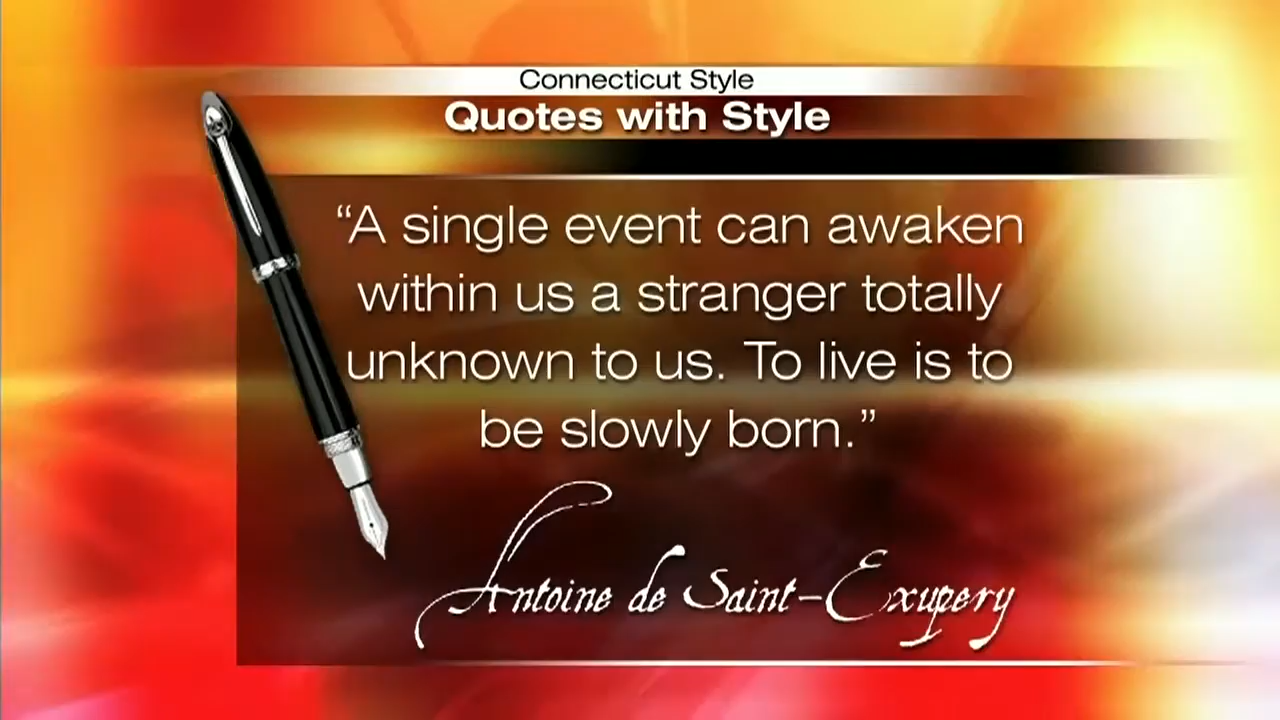 Connecticut Style
Quotes with Style
“A single event can awaken
within us a stranger totally
unknown to us. To live is to
be slowly born.”
Antoine de Saint-Exupery